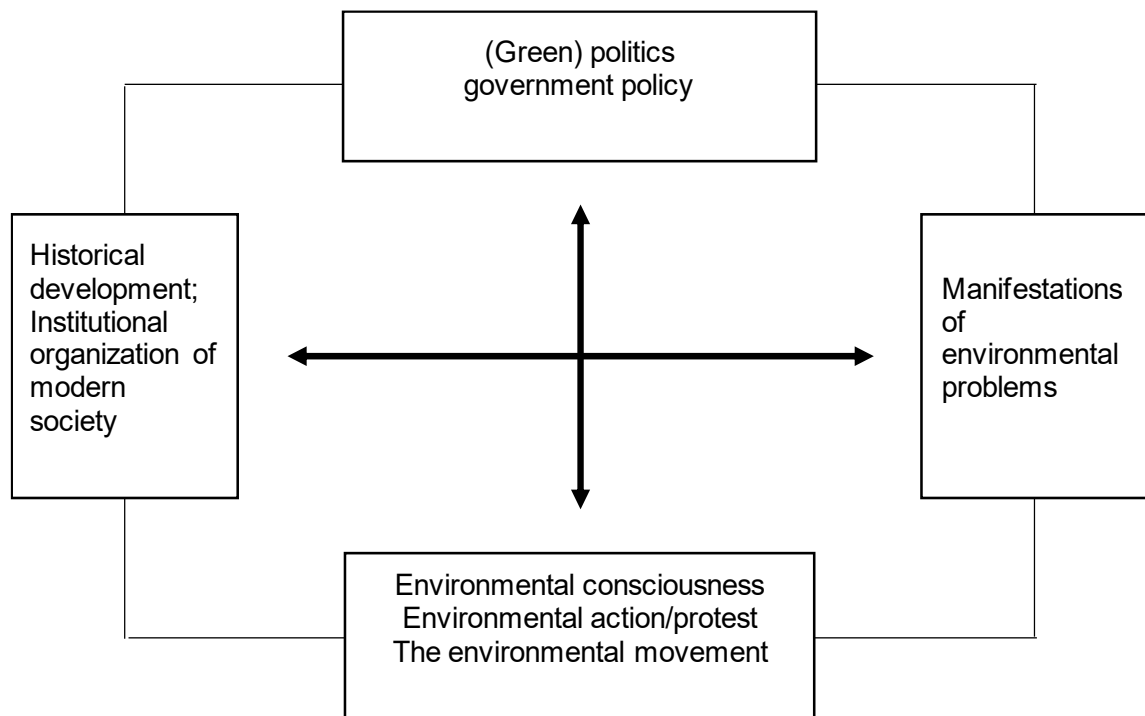 (Green) politics
government policy
Historical
development;
Institutional
organization of
modern
society
Manifestations
of
environmental
problems
Environmental consciousness
Environmental action/protest
The environmental movement